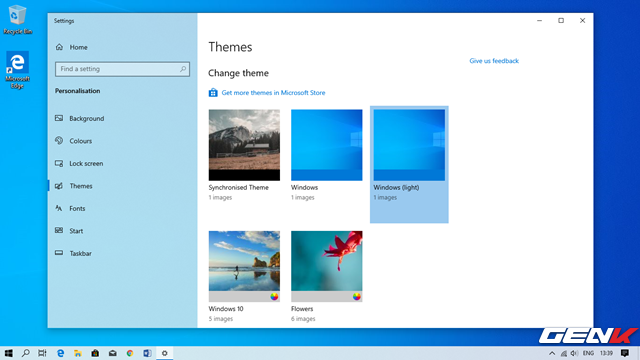 Recycle Bin
Microsoft
Edge
Settings
Home
Find a setting
Personalisation
Background
Colours
Lock screen
Themes
Fonts
Start
Taskbar
Themes
Change theme
Get more themes in Microsoft Store
Give us feedback
Synchronised Theme
1 images
Windows
1 images
Windows (light)
1 images
Windows 10
5 images
Flowers
6 images
ENG
13:39
GENK